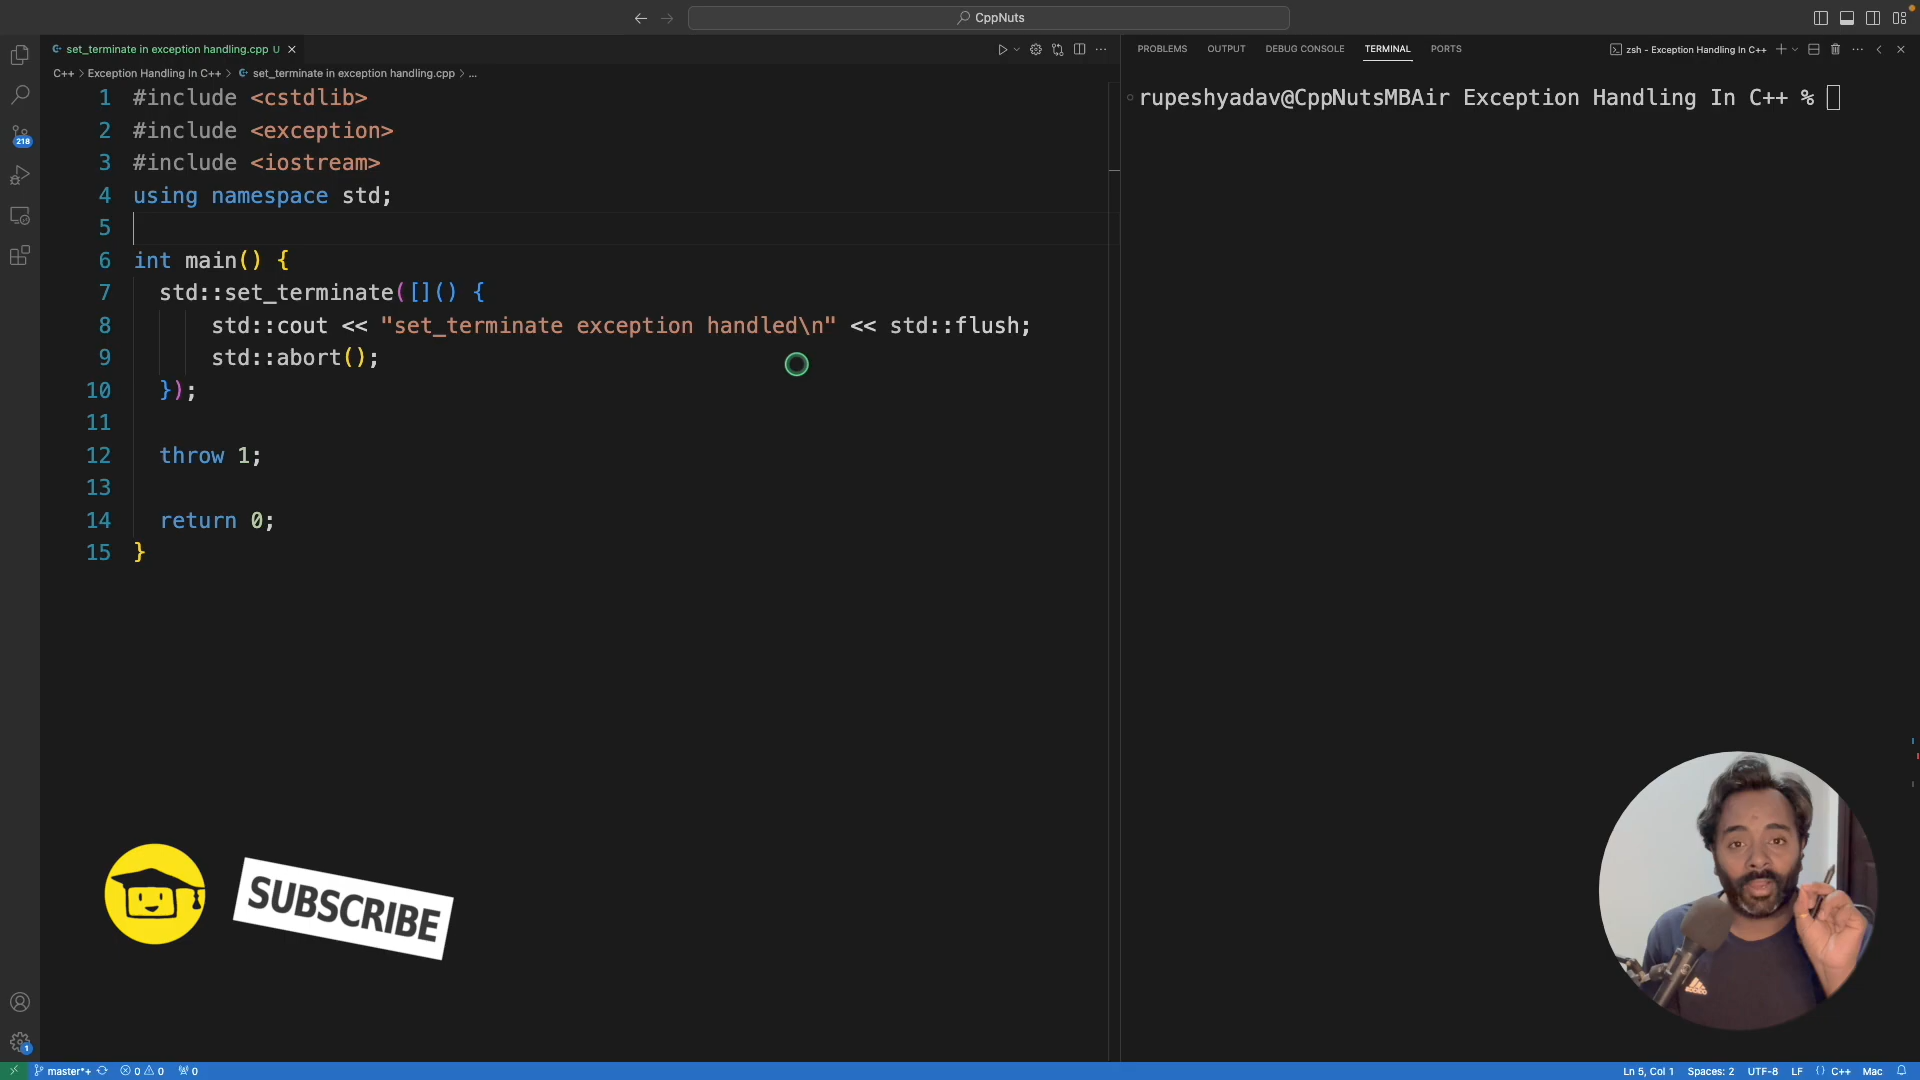 CppNuts
set_terminate in exception handling.cpp U
PROBLEMS OUTPUT DEBUG CONSOLE TERMINAL PORTS
zsh - Exception Handling In C++
C++ > Exception Handling In C++ > set_terminate in exception handling.cpp > ...
1 #include <cstdlib>
2 #include <exception>
3 #include <iostream>
4 using namespace std;
5
6 int main() {
7 std::set_terminate([]() {
8 std::cout << "set_terminate exception handled\n" << std::flush;
9 std::abort();
10 });
11
12 throw 1;
13
14 return 0;
15 }
rupeshyadav@CppNutsMBAir Exception Handling In C++ %
218
SUBSCRIBE
adidas
1
master*+ 0 0 0
Ln 5, Col 1 Spaces: 2 UTF-8 LF {} C++ Mac